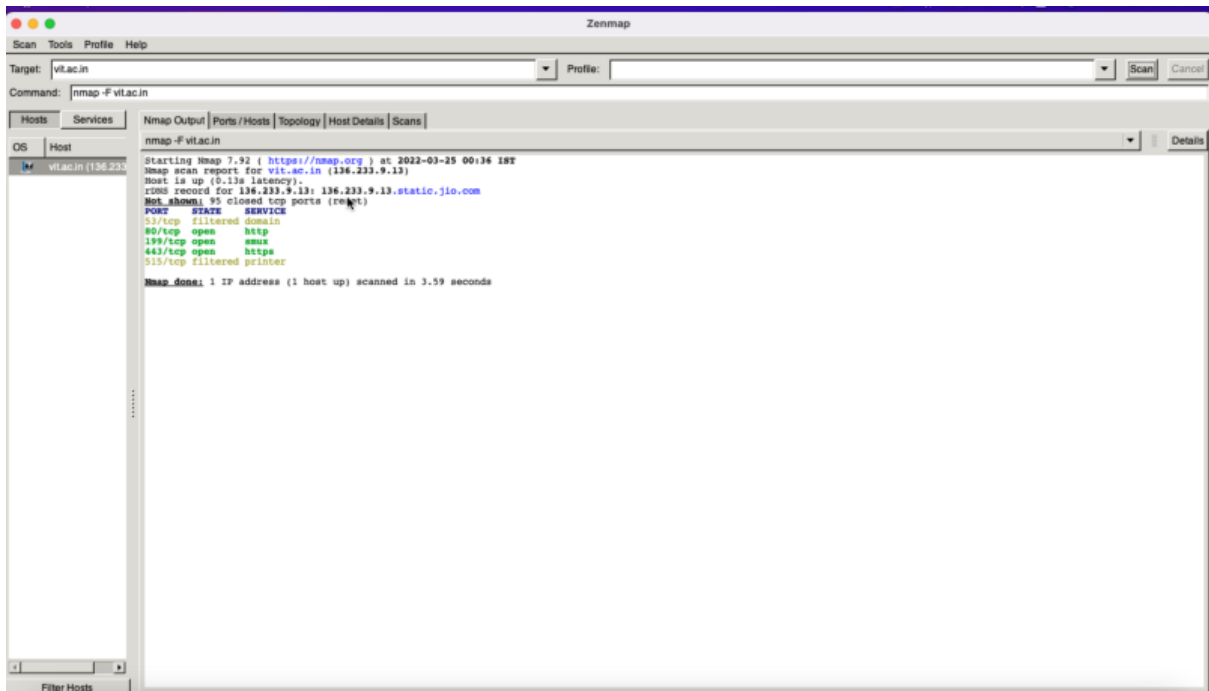 Zenmap
Scan Tools Profile Help
Target: vit.ac.in Profile: Scan Cancel
Command: nmap -F vit.ac.in
Hosts Services Nmap Output Ports / Hosts Topology Host Details Scans
OS Host nmap -F vit.ac.in Details
vit.ac.in (136.233
Starting Nmap 7.92 ( https://nmap.org ) at 2022-03-25 00:36 IST
Nmap scan report for vit.ac.in (136.233.9.13)
Host is up (0.13s latency).
rDNS record for 136.233.9.13: 136.233.9.13.static.jio.com
Not shown: 95 closed tcp ports (reset)
PORT STATE SERVICE
53/tcp filtered domain
80/tcp open http
199/tcp open smux
443/tcp open https
515/tcp filtered printer
Nmap done: 1 IP address (1 host up) scanned in 3.59 seconds
Filter Hosts